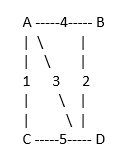 A -----4----- B
| \ |
| \ |
1 3 2
| \ |
| \ |
C -----5----- D